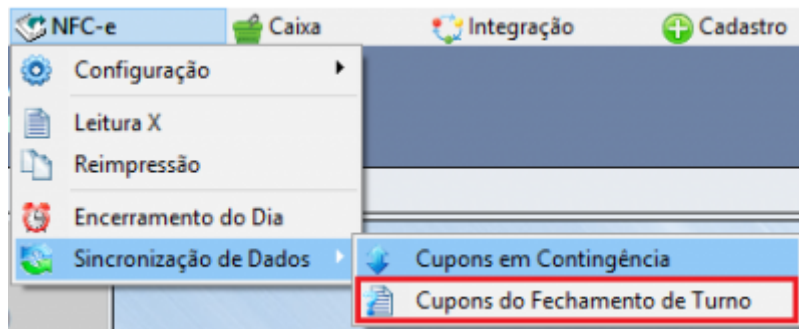 NFC-e Caixa Integração Cadastro
Configuração
Leitura X
Reimpressão
Encerramento do Dia
Sincronização de Dados Cupons em Contingência
Cupons do Fechamento de Turno